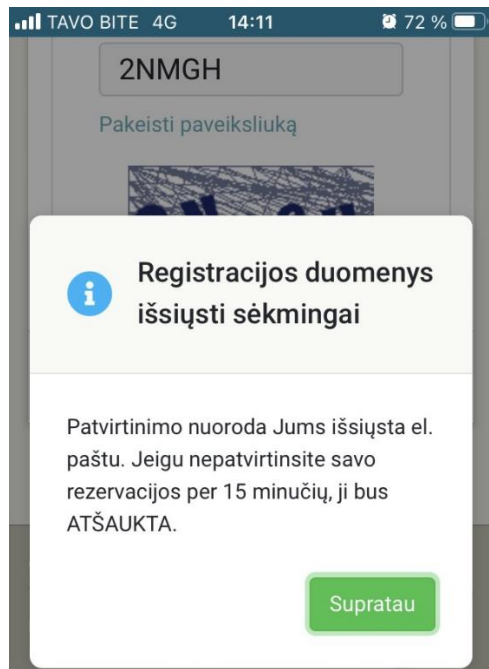 TAVO BITE 4G 14:11 72 %
2NMGH
Pakeisti paveiksliuką
Registracijos duomenys
išsiųsti sėkmingai
Patvirtinimo nuoroda Jums išsiųsta el.
paštu. Jeigu nepatvirtinsite savo
rezervacijos per 15 minučių, ji bus
ATŠAUKTA.
Supratau